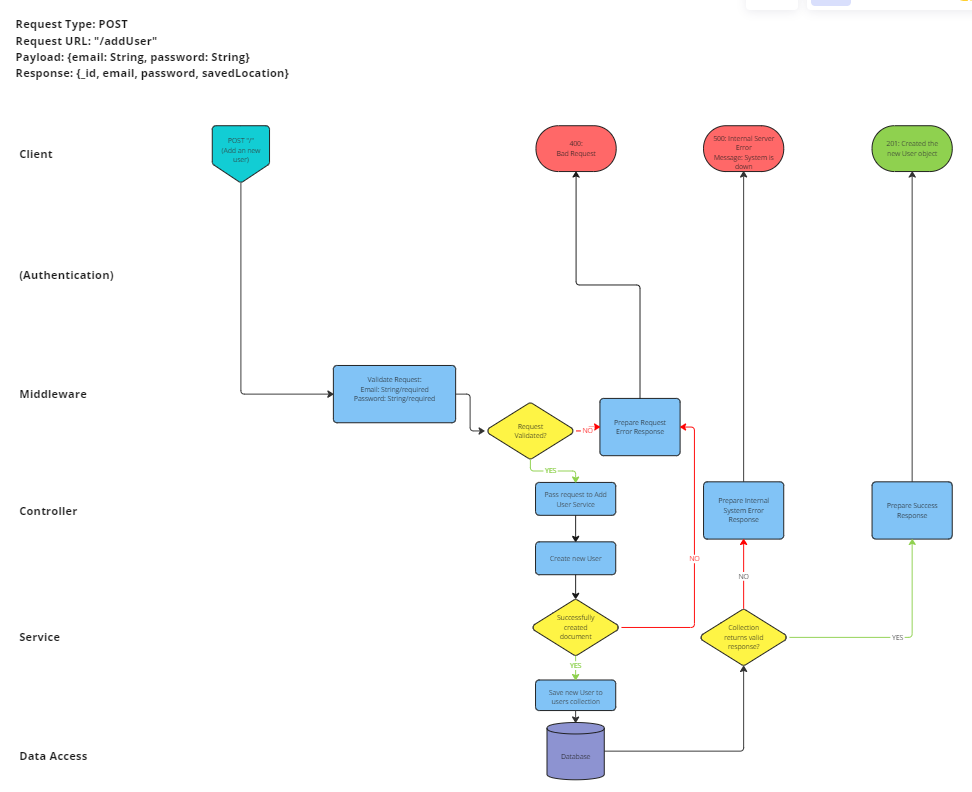 Request Type: POST
Request URL: "/addUser"
Payload: {email: String, password: String}
Response: {_id, email, password, savedLocation}
Client
POST "/"
(Add an new
user)
400:
Bad Request
500: Internal Server
Error
Message: System is
down
201: Created the
new User object
(Authentication)
Middleware
Validate Request:
Email: String/required
Password: String/required
Request
Validated?
NO
Prepare Request
Error Response
YES
Controller
Pass request to Add
User Service
Prepare Internal
System Error
Response
Prepare Success
Response
Create new User
NO
NO
Service
Successfully
created
document
Collection
returns valid
response?
YES
YES
Save new User to
users collection
Data Access
Database